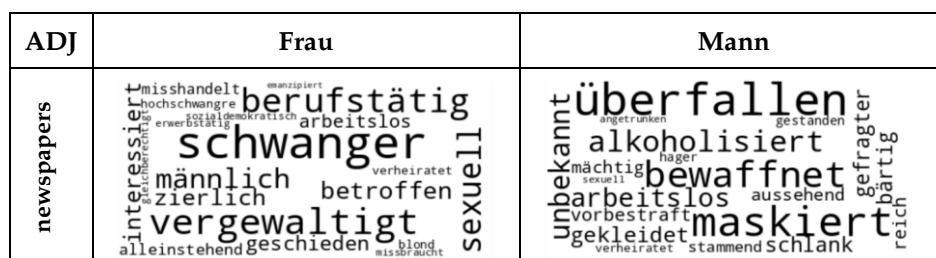 ADJ Frau Mann
newspapers
emanzipiert
misshandelt
hochschwangre
berufstätig
sozialdemokratisch
erwerbstätig
arbeitslos
interessiert
gleichberechtigt
schwanger
sexuell
verheiratet
männlich
betroffen
zierlich
vergewaltigt
alleinstehend
geschieden
blond
missbraucht
überfallen
unbekannt
angetrunken
gestanden
gefragter
alkoholisiert
hager
mächtig
sexuell
bewaffnet
bärtig
arbeitslos
aussehend
vorbestraft
maskiert
gekleidet
verheiratet
stammend
schlank
reich